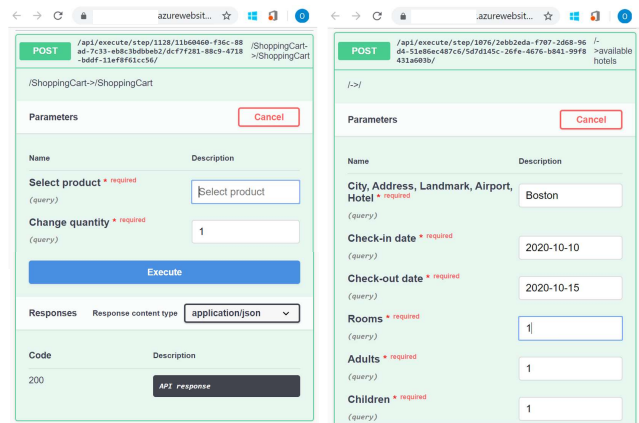 azurewebsit...
O
POST
/api/execute/step/1128/11b60460-f36c-88
ad-7c33-eb8c3bdbbeb2/dcf7f281-88c9-4718
-bddf-11ef8f61cc56/
/ShoppingCart-
>/ShoppingCart
/ShoppingCart->/ShoppingCart
Parameters
Cancel
Name Description
Select product * required
(query)
Select product
Change quantity * required
(query)
1
Execute
Responses Response content type application/json
Code Description
200
API response
.azurewebsit...
O
POST
/api/execute/step/1076/2ebb2eda-f707-2d68-96
d4-51e86ec487c6/5d7d145c-26fe-4676-b841-99f8
431a603b/
/-
>available
hotels
/->/
Parameters
Cancel
Name Description
City, Address, Landmark, Airport,
Hotel * required
(query)
Boston
Check-in date * required
(query)
2020-10-10
Check-out date * required
(query)
2020-10-15
Rooms * required
(query)
1
Adults * required
(query)
1
Children * required
(query)
1